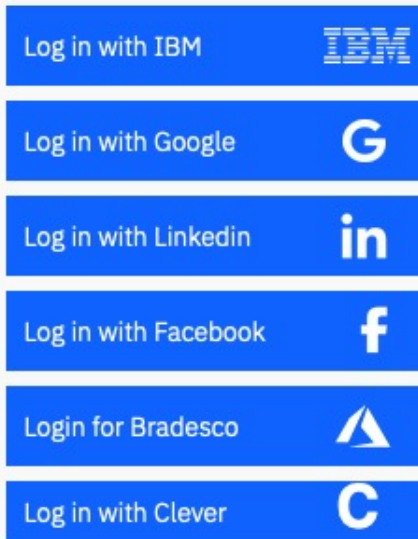 Log in with IBM IBM
Log in with Google G
Log in with Linkedin in
Log in with Facebook f
Login for Bradesco
Log in with Clever C